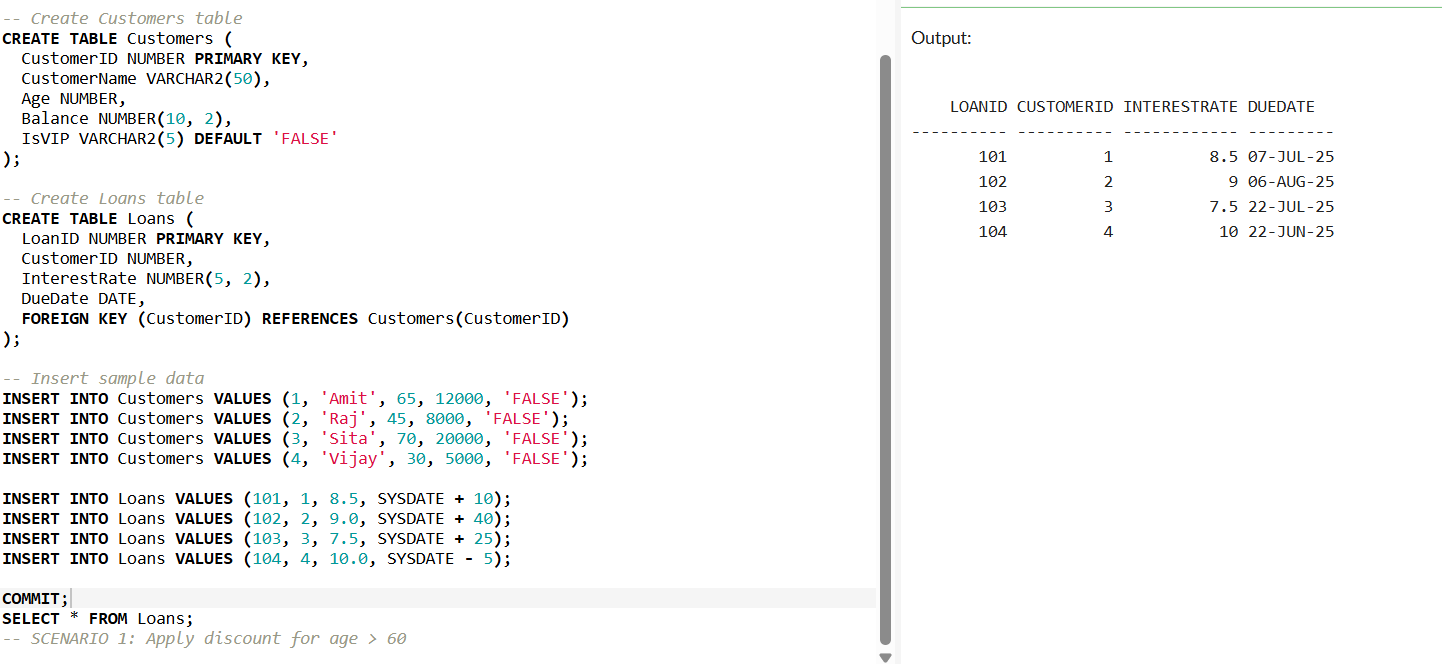 -- Create Customers table
CREATE TABLE Customers (
  CustomerID NUMBER PRIMARY KEY,
  CustomerName VARCHAR2(50),
  Age NUMBER,
  Balance NUMBER(10, 2),
  IsVIP VARCHAR2(5) DEFAULT 'FALSE'
);

-- Create Loans table
CREATE TABLE Loans (
  LoanID NUMBER PRIMARY KEY,
  CustomerID NUMBER,
  InterestRate NUMBER(5, 2),
  DueDate DATE,
  FOREIGN KEY (CustomerID) REFERENCES Customers(CustomerID)
);

-- Insert sample data
INSERT INTO Customers VALUES (1, 'Amit', 65, 12000, 'FALSE');
INSERT INTO Customers VALUES (2, 'Raj', 45, 8000, 'FALSE');
INSERT INTO Customers VALUES (3, 'Sita', 70, 20000, 'FALSE');
INSERT INTO Customers VALUES (4, 'Vijay', 30, 5000, 'FALSE');

INSERT INTO Loans VALUES (101, 1, 8.5, SYSDATE + 10);
INSERT INTO Loans VALUES (102, 2, 9.0, SYSDATE + 40);
INSERT INTO Loans VALUES (103, 3, 7.5, SYSDATE + 25);
INSERT INTO Loans VALUES (104, 4, 10.0, SYSDATE - 5);

COMMIT;
SELECT * FROM Loans;
-- SCENARIO 1: Apply discount for age > 60
Output:
    LOANID CUSTOMERID INTERESTRATE DUEDATE
---------- ---------- ------------ ---------
       101          1          8.5 07-JUL-25
       102          2            9 06-AUG-25
       103          3          7.5 22-JUL-25
       104          4           10 22-JUN-25